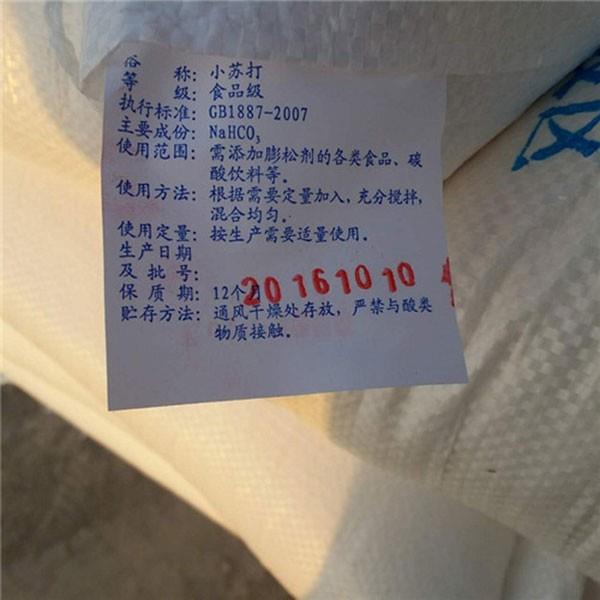 俗 称：小苏打
等 级：食品级
执行标准：GB1887-2007
主要成份：NaHCO₃
使用范围：需添加膨松剂的各类食品、碳
酸饮料等。
使用方法：根据需要定量加入，充分搅拌，
混合均匀。
使用定量：按生产需要适量使用。
生产日期
及 批 号：
20161010
保 质 期：12个月
贮存方法：通风干燥处存放，严禁与酸类
物质接触。